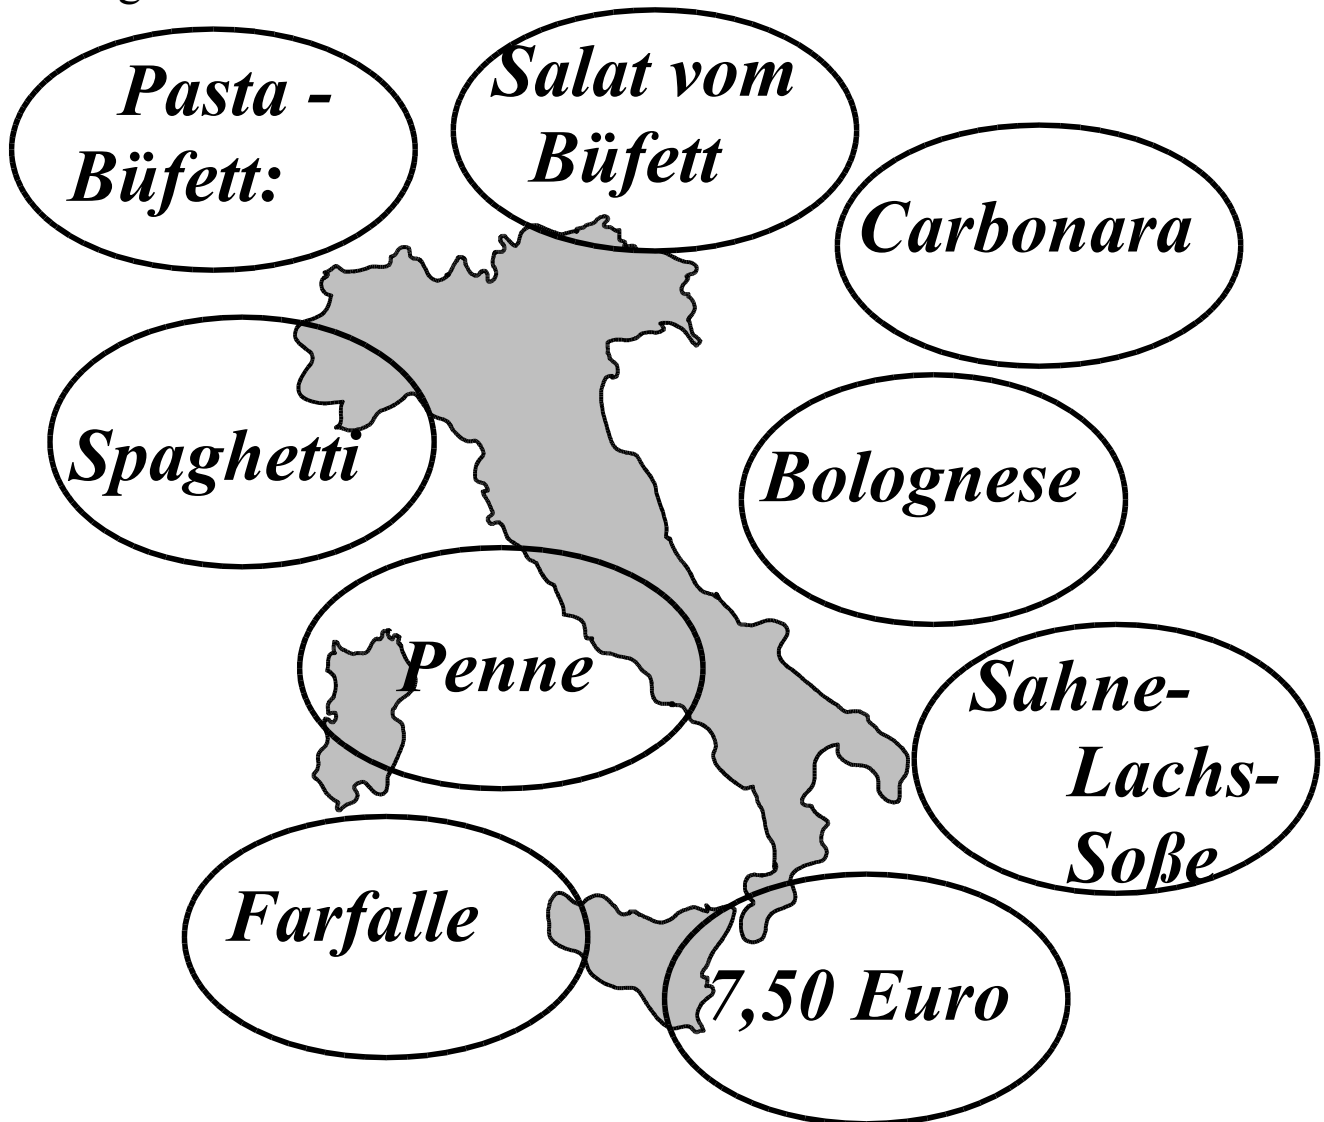 Pasta -
Büfett:
Salat vom
Büfett
Carbonara
Spaghetti
Bolognese
Penne
Sahne-
Lachs-
Soße
Farfalle
7,50 Euro